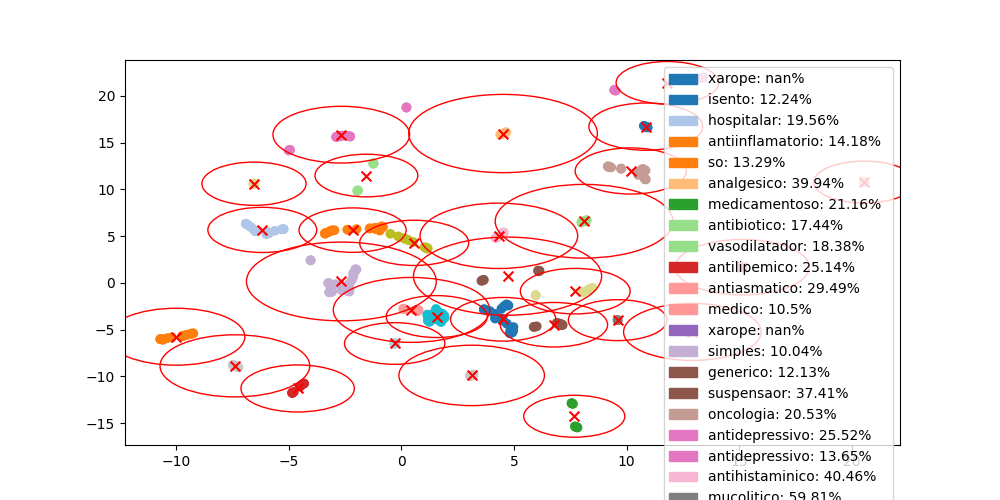 20
15
10
5
0
−5
−10
−15
−10
−5
0
5
10
15
20
xarope: nan%
isento: 12.24%
hospitalar: 19.56%
antiinflamatorio: 14.18%
so: 13.29%
analgesico: 39.94%
medicamentoso: 21.16%
antibiotico: 17.44%
vasodilatador: 18.38%
antilipemico: 25.14%
antiasmatico: 29.49%
medico: 10.5%
xarope: nan%
simples: 10.04%
generico: 12.13%
suspensaor: 37.41%
oncologia: 20.53%
antidepressivo: 25.52%
antidepressivo: 13.65%
antihistaminico: 40.46%
mucolitico: 59.81%